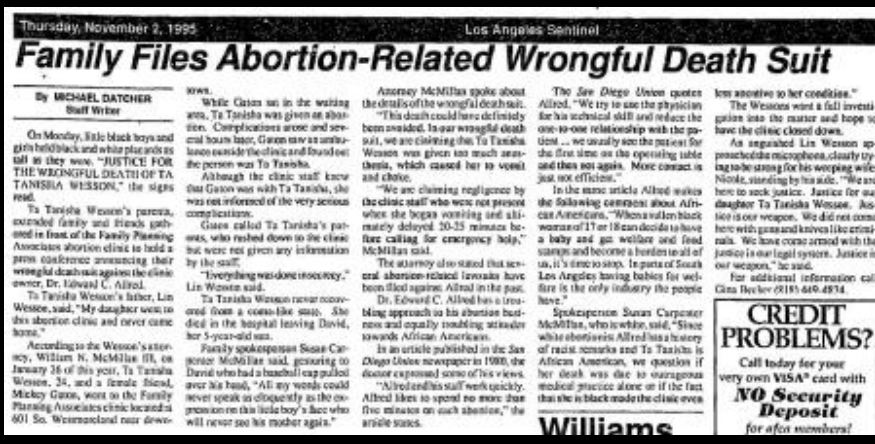 Thursday, November 2, 1995
Los Angeles Sentinel
Family Files Abortion-Related Wrongful Death Suit
By MICHAEL DATCHER
Staff Writer
On Monday, little black boys and
girls held black and white placards as
tall as they were. "JUSTICE FOR
THE WRONGFUL DEATH OF TA
TANISHA WESSON," the signs
read.
Ta Tanisha Wesson's parents,
extended family and friends gath-
ered in front of the Family Planning
Associates abortion clinic to hold a
press conference announcing their
wrongful death suit against the clinic
owner, Dr. Edward C. Allred.
Ta Tanisha Wesson's father, Lin
Wesson, said, "My daughter went to
this abortion clinic and never came
home."
According to the Wesson's attor-
ney, William N. McMillan III, on
January 28 of this year, Ta Tanisha
Wesson, 24, and a female friend,
Mickey Gaton, went to the Family
Planning Associates clinic located at
601 So. Westmoreland near down-
town.
While Gaton sat in the waiting
area, Ta Tanisha was given an abor-
tion. Complications arose and sev-
eral hours later, Gaton saw an ambu-
lance outside the clinic and found out
the person was Ta Tanisha.
Although the clinic staff knew
that Gaton was with Ta Tanisha, she
was not informed of the very serious
complications.
Gaton called Ta Tanisha's par-
ents, who rushed down to the clinic
but were not given any information
by the staff.
"Everything was done in secrecy,"
Lin Wesson said.
Ta Tanisha Wesson never recov-
ered from a coma-like state. She
died in the hospital leaving David,
her 5-year-old son.
Family spokesperson Susan Car-
penter McMillan said, gesturing to
David who had a baseball cap pulled
over his head, "All my words could
never speak as eloquently as the ex-
pression on this little boy's face who
will never see his mother again."
Attorney McMillan spoke about
the details of the wrongful death suit.
"This death could have definitely
been avoided. In our wrongful death
suit, we are claiming that Ta Tanisha
Wesson was given too much anes-
thesia, which caused her to vomit
and choke.
"We are claiming negligence by
the clinic staff who were not present
when she began vomiting and ulti-
mately delayed 20-25 minutes be-
fore calling for emergency help,"
McMillan said.
The attorney also stated that sev-
eral abortion-related lawsuits have
been filed against Allred in the past.
Dr. Edward C. Allred has a trou-
bling approach to his abortion busi-
ness and equally troubling attitude
towards African Americans.
In an article published in the San
Diego Union newspaper in 1980, the
doctor expressed some of his views.
"Allred and his staff work quickly.
Allred likes to spend no more than
five minutes on each abortion," the
article states.
The San Diego Union quotes
Allred, "We try to use the physician
for his technical skill and reduce the
one-to-one relationship with the pa-
tient ... we usually see the patient for
the first time on the operating table
and then not again. More contact is
just not efficient."
In the same article Allred makes
the following comment about Afri-
can Americans, "When a sullen black
woman of 17 or 18 can decide to have
a baby and get welfare and food
stamps and become a burden to all of
us, it's time to stop. In parts of South
Los Angeles having babies for wel-
fare is the only industry the people
have."
Spokesperson Susan Carpenter
McMillan, who is white, said, "Since
white abortionist Allred has a history
of racist remarks and Ta Tanisha is
African American, we question if
her death was due to outrageous
medical practice alone or if the fact
that she is black made the clinic even
less attentive to her condition."
The Wessons want a full investi-
gation into the matter and hope to
have the clinic closed down.
An anguished Lin Wesson ap-
proached the microphone, clearly try-
ing to be strong for his weeping wife
Nicole, standing by his side. "We are
here to seek justice. Justice for our
daughter Ta Tanisha Wesson. Jus-
tice is our weapon. We did not come
here with guns and knives like crimi-
nals. We have come armed with the
justice in our legal system. Justice is
our weapon," he said.
For additional information call
Gina Becker (818) 449-4834.
CREDIT
PROBLEMS?
Call today for your
very own VISA® card with
NO Security
Deposit
for afca members!
Williams